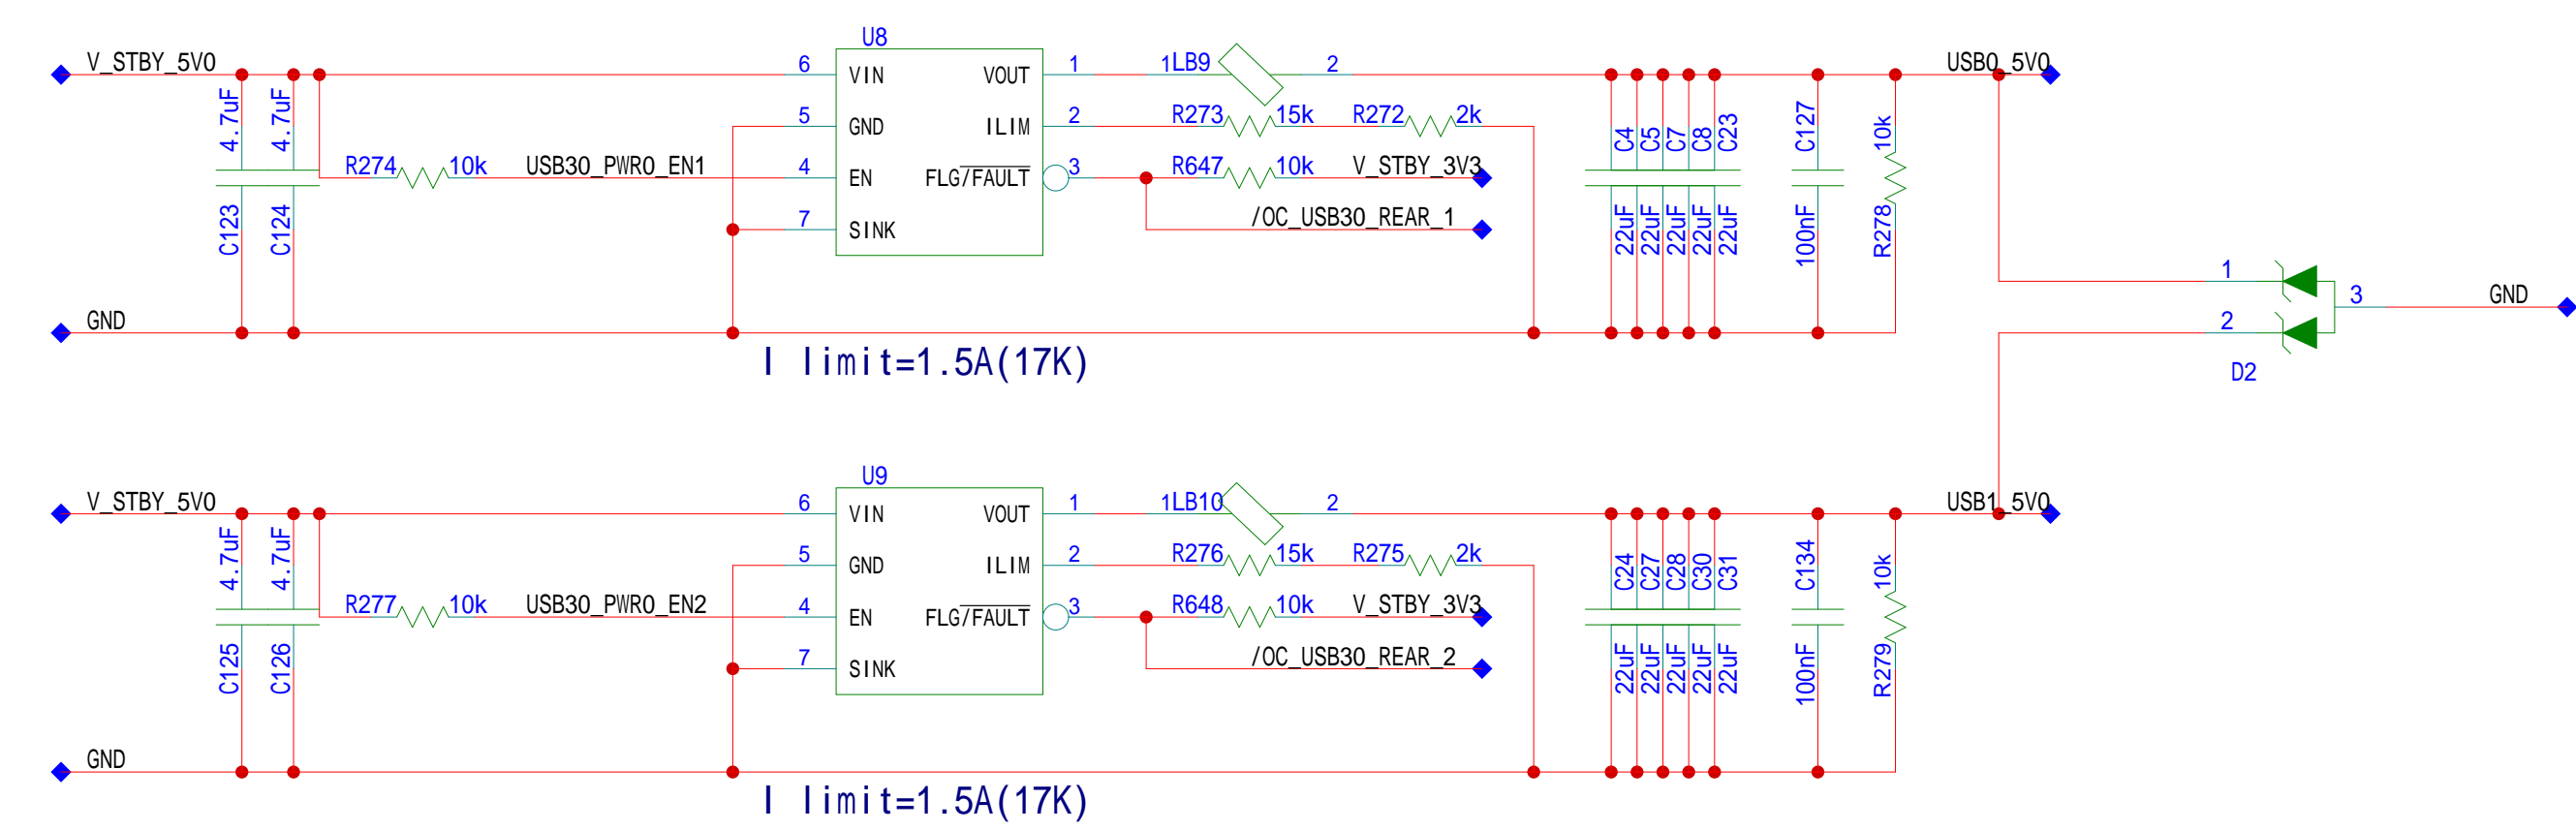 U8
V_STBY_5V0
6 VIN VOUT 1
1 LB9 2
USB0_5V0
4.7uF 4.7uF
5 GND ILIM 2
R273 15k R272 2k
C4 C5 C7 C8 C23 C127 10k
R274 10k USB30_PWR0_EN1
4 EN FLG/FAULT 3
R647 10k V_STBY_3V3
C123 C124
7 SINK
/OC_USB30_REAR_1
22uF 22uF 22uF 22uF 22uF 100nF R278
1
GND
3 GND
2
I limit=1.5A(17K)
D2
U9
V_STBY_5V0
6 VIN VOUT 1
1 LB10 2
USB1_5V0
4.7uF 4.7uF
5 GND ILIM 2
R276 15k R275 2k
C24 C27 C28 C30 C31 C134 10k
R277 10k USB30_PWR0_EN2
4 EN FLG/FAULT 3
R648 10k V_STBY_3V3
C125 C126
7 SINK
/OC_USB30_REAR_2
22uF 22uF 22uF 22uF 22uF 100nF R279
GND
I limit=1.5A(17K)